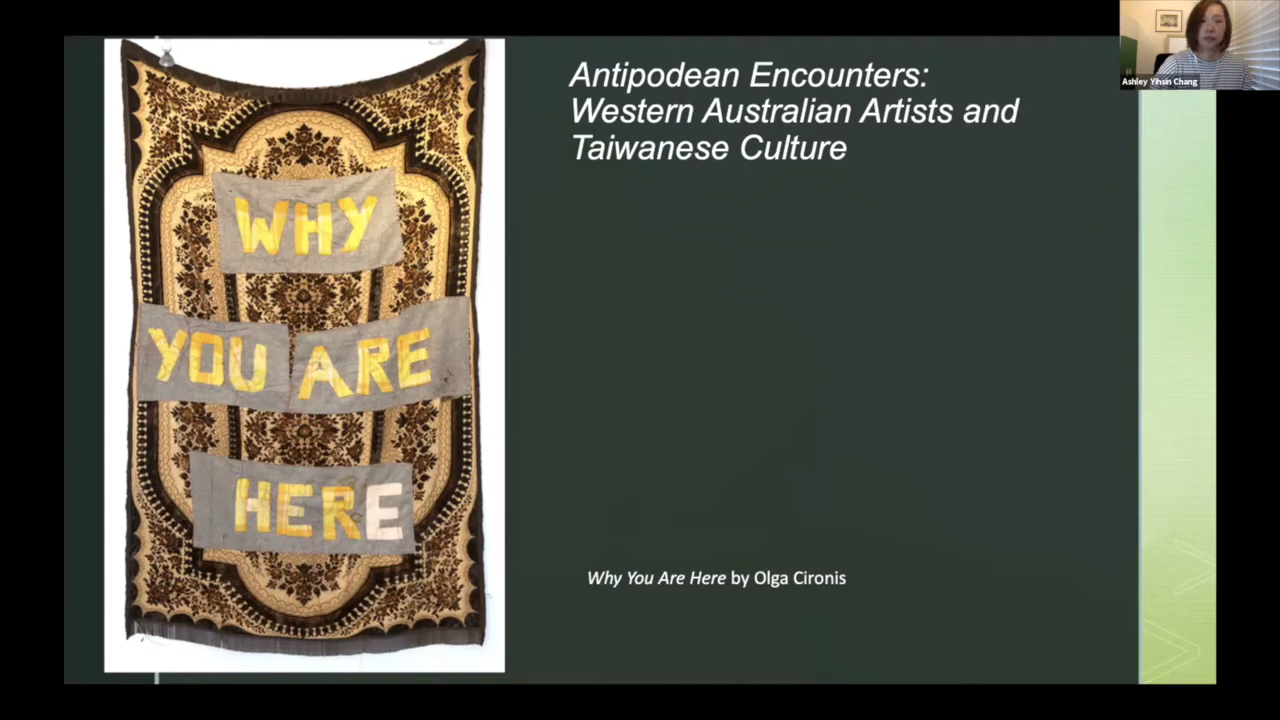 Antipodean Encounters:
Western Australian Artists and
Taiwanese Culture
WHY
YOU ARE
HERE
Why You Are Here by Olga Cironis
Ashley Yihsin Chang